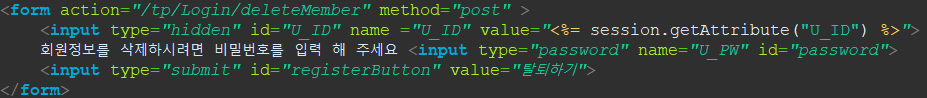 <form action="/tp/Login/deleteMember" method="post" >
<input type="hidden" id="U_ID" name ="U_ID" value="<%= session.getAttribute("U_ID") %>">
회원정보를 삭제하시려면 비밀번호를 입력 해 주세요 <input type="password" name="U_PW" id="password">
<input type="submit" id="registerButton" value="탈퇴하기">
</form>